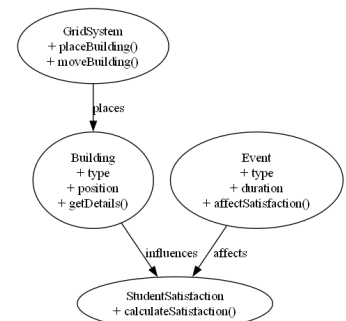 GridSystem
+ placeBuilding()
+ moveBuilding()
places
Building
+ type
+ position
+ getDetails()
Event
+ type
+ duration
+ affectSatisfaction()
influences
affects
StudentSatisfaction
+ calculateSatisfaction()